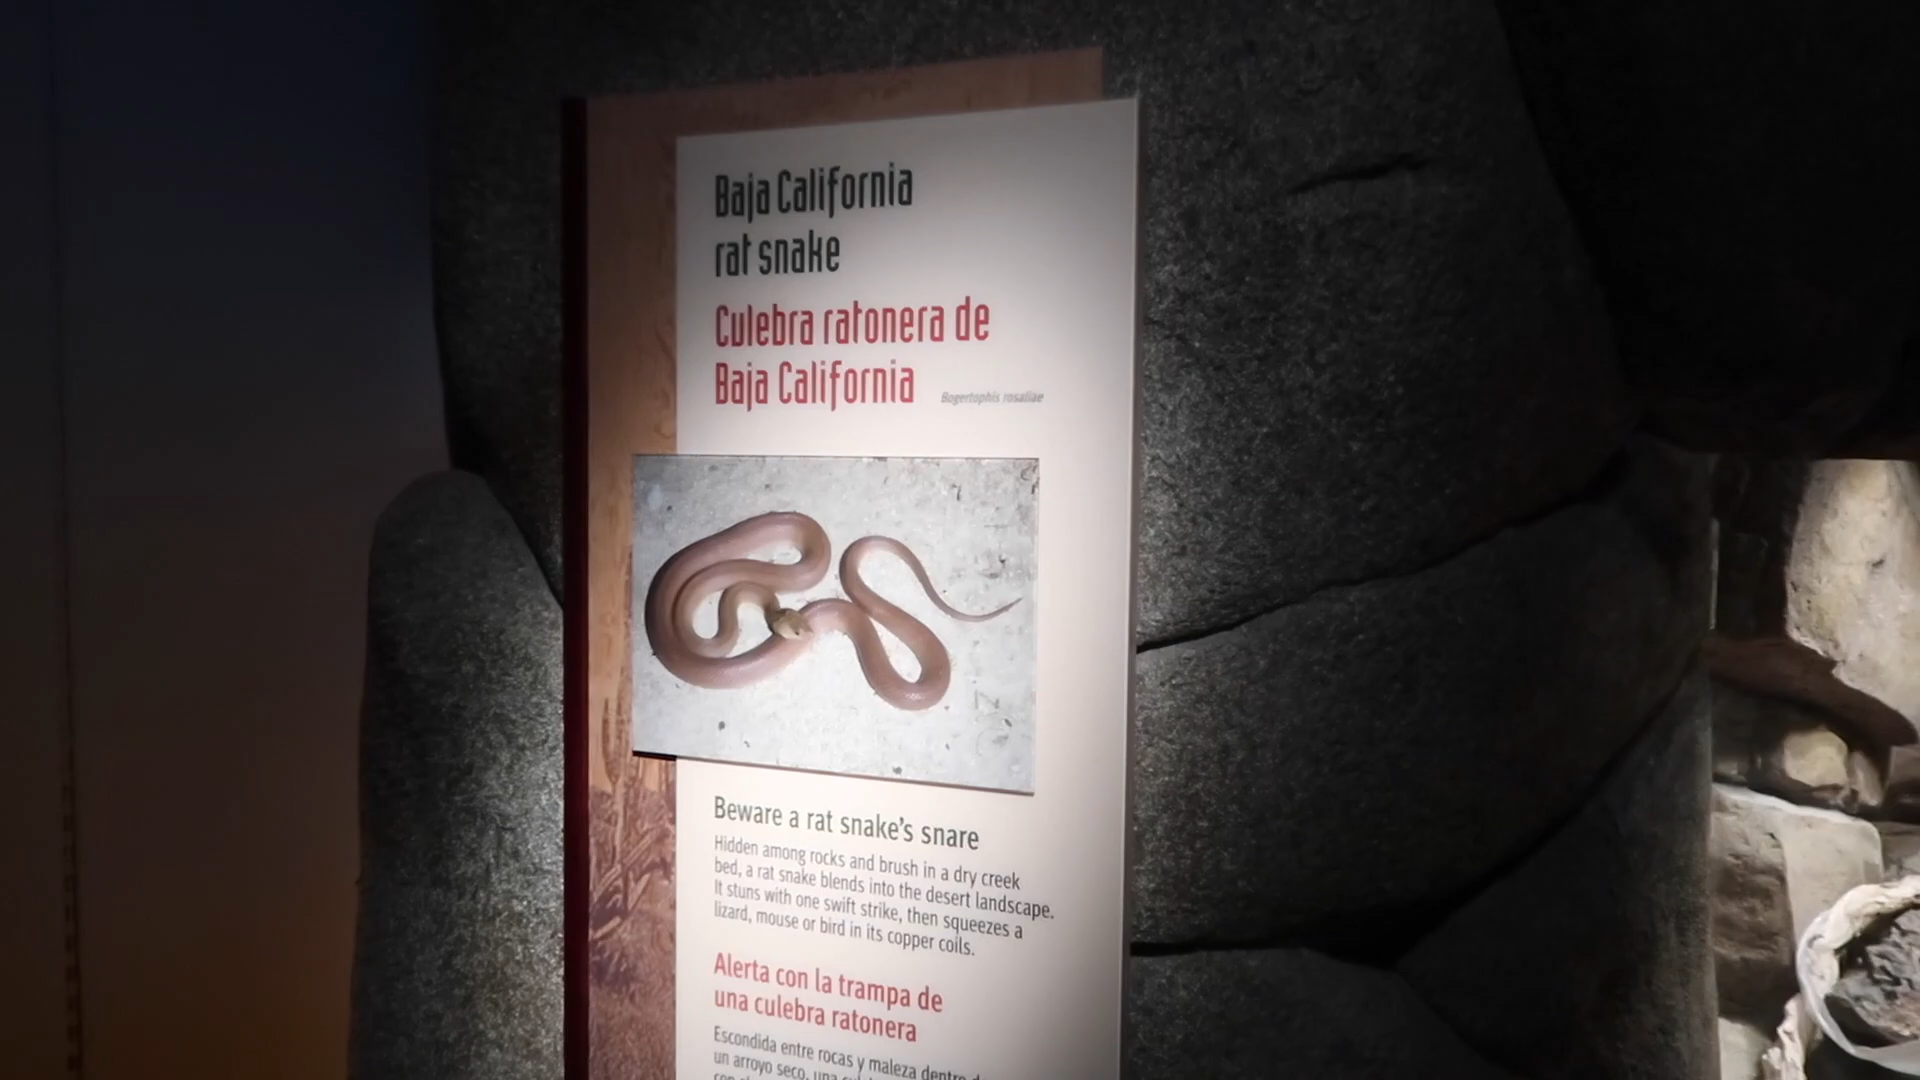 Baja California
rat snake
Culebra ratonera de
Baja California
Bogertophis rosaliae
Beware a rat snake's snare
Hidden among rocks and brush in a dry creek
bed, a rat snake blends into the desert landscape.
It stuns with one swift strike, then squeezes a
lizard, mouse or bird in its copper coils.
Alerta con la trampa de
una culebra ratonera
Escondida entre rocas y maleza dentro
un arroyo seco, una